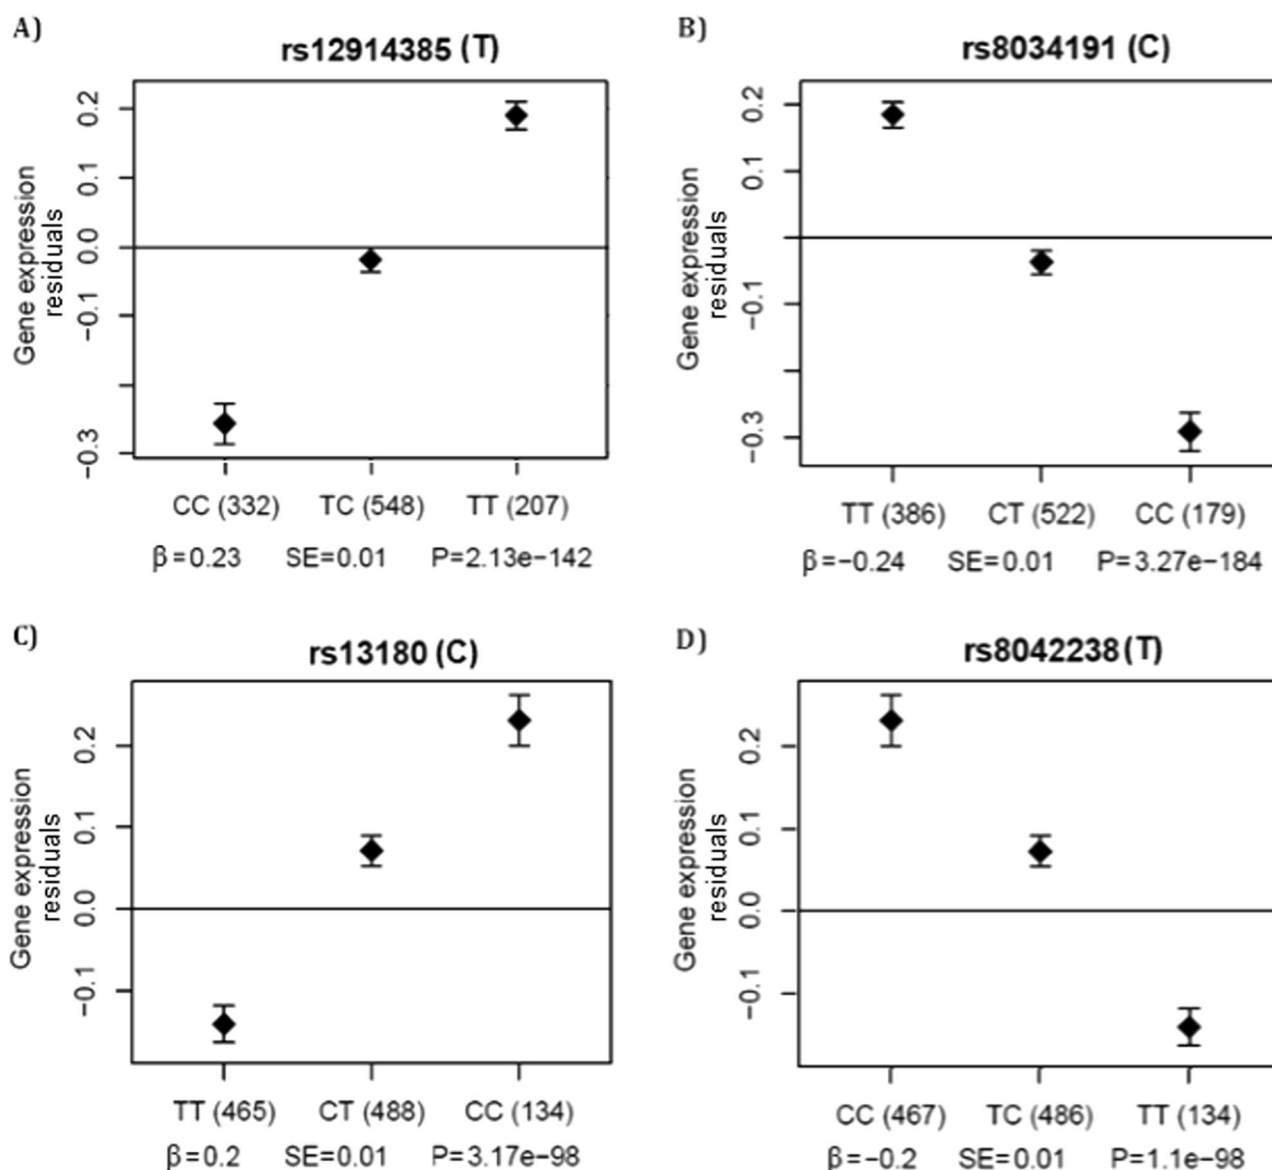 A)
rs12914385 (T)
Gene expression
residuals
0.2
0.1
0.0
−0.1
−0.3
CC (332) TC (548) TT (207)
β=0.23 SE=0.01 P=2.13e−142
B)
rs8034191 (C)
Gene expression
residuals
0.2
0.1
−0.1
−0.3
TT (386) CT (522) CC (179)
β=−0.24 SE=0.01 P=3.27e−184
C)
rs13180 (C)
Gene expression
residuals
0.2
0.1
0.0
−0.1
TT (465) CT (488) CC (134)
β=0.2 SE=0.01 P=3.17e−98
D)
rs8042238 (T)
Gene expression
residuals
0.2
0.1
0.0
−0.1
CC (467) TC (486) TT (134)
β=−0.2 SE=0.01 P=1.1e−98